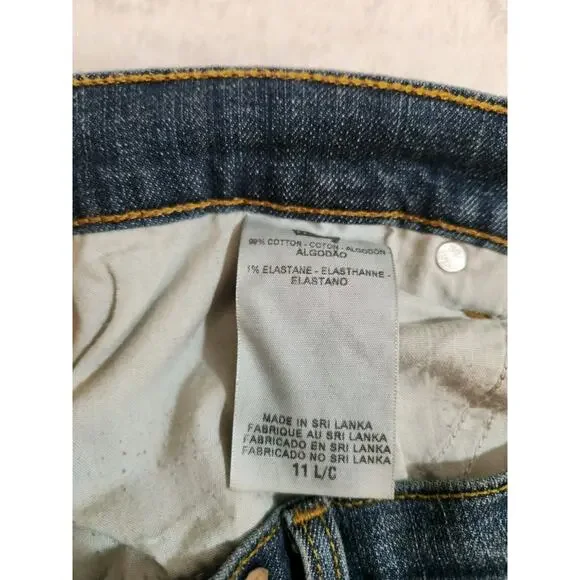 99% COTTON - COTON - ALGODÓN
ALGODÃO
1% ELASTANE - ELASTHANNE -
ELASTANO
MADE IN SRI LANKA
FABRIQUE AU SRI LANKA
FABRICADO EN SRI LANKA
FABRICADO NO SRI LANKA
11 L/C